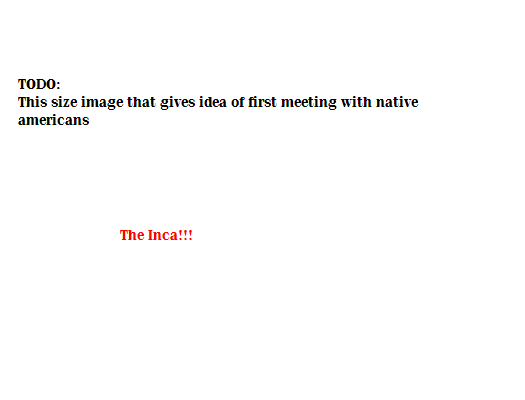 TODO:
This size image that gives idea of first meeting with native
americans
The Inca!!!